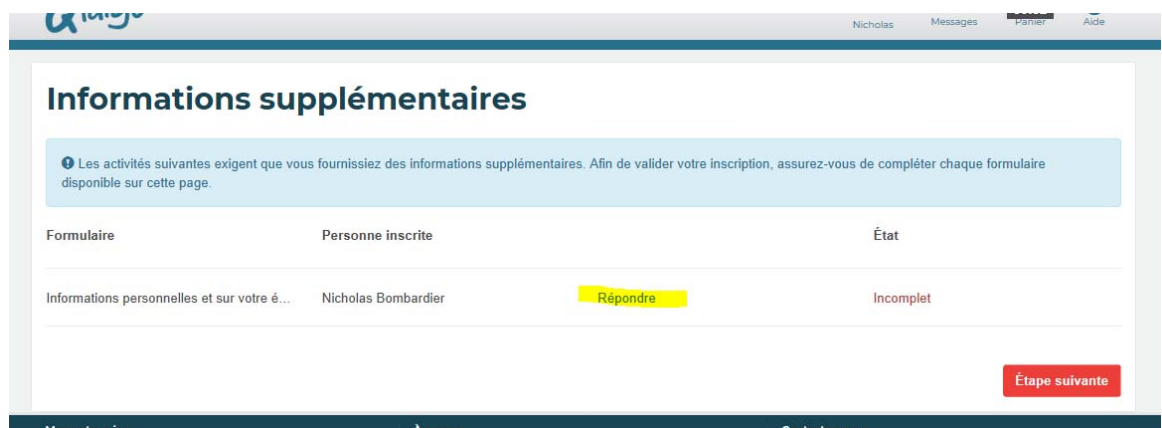 Nicholas
Messages
Panier
Aide
Informations supplémentaires
Les activités suivantes exigent que vous fournissiez des informations supplémentaires. Afin de valider votre inscription, assurez-vous de compléter chaque formulaire
disponible sur cette page.
Formulaire Personne inscrite État
Informations personnelles et sur votre é... Nicholas Bombardier Répondre Incomplet
Étape suivante